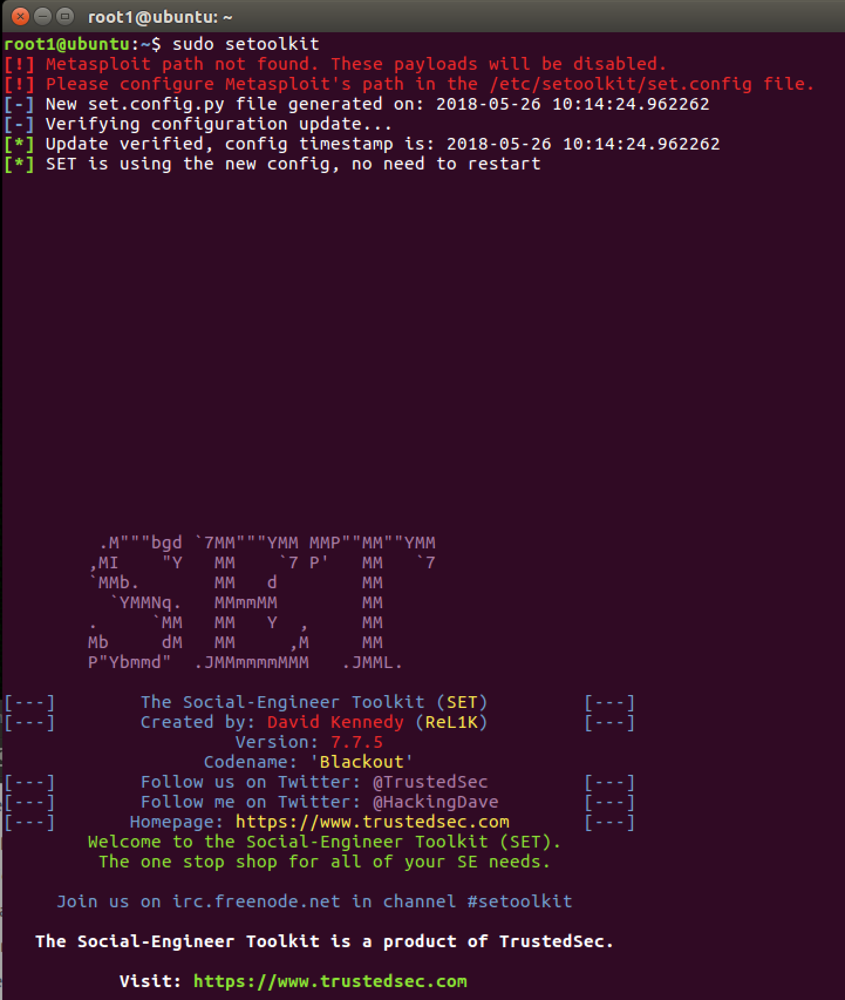 root1@ubuntu: ~
root1@ubuntu:~$ sudo setoolkit
[!] Metasploit path not found. These payloads will be disabled.
[!] Please configure Metasploit's path in the /etc/setoolkit/set.config file.
[-] New set.config.py file generated on: 2018-05-26 10:14:24.962262
[-] Verifying configuration update...
[*] Update verified, config timestamp is: 2018-05-26 10:14:24.962262
[*] SET is using the new config, no need to restart
         .M"""bgd `7MM"""YMM MMP""MM""YMM
        ,MI    "Y   MM    `7 P'   MM   `7
        `MMb.       MM   d        MM
          `YMMNq.   MMmmMM        MM
        .     `MM   MM   Y  ,     MM
        Mb     dM   MM     ,M     MM
        P"Ybmmd"  .JMMmmmmMMM   .JMML.
[---]        The Social-Engineer Toolkit (SET)         [---]
[---]        Created by: David Kennedy (ReL1K)         [---]
                      Version: 7.7.5
                   Codename: 'Blackout'
[---]        Follow us on Twitter: @TrustedSec         [---]
[---]        Follow me on Twitter: @HackingDave        [---]
[---]       Homepage: https://www.trustedsec.com       [---]
        Welcome to the Social-Engineer Toolkit (SET).
         The one stop shop for all of your SE needs.
     Join us on irc.freenode.net in channel #setoolkit
   The Social-Engineer Toolkit is a product of TrustedSec.
           Visit: https://www.trustedsec.com